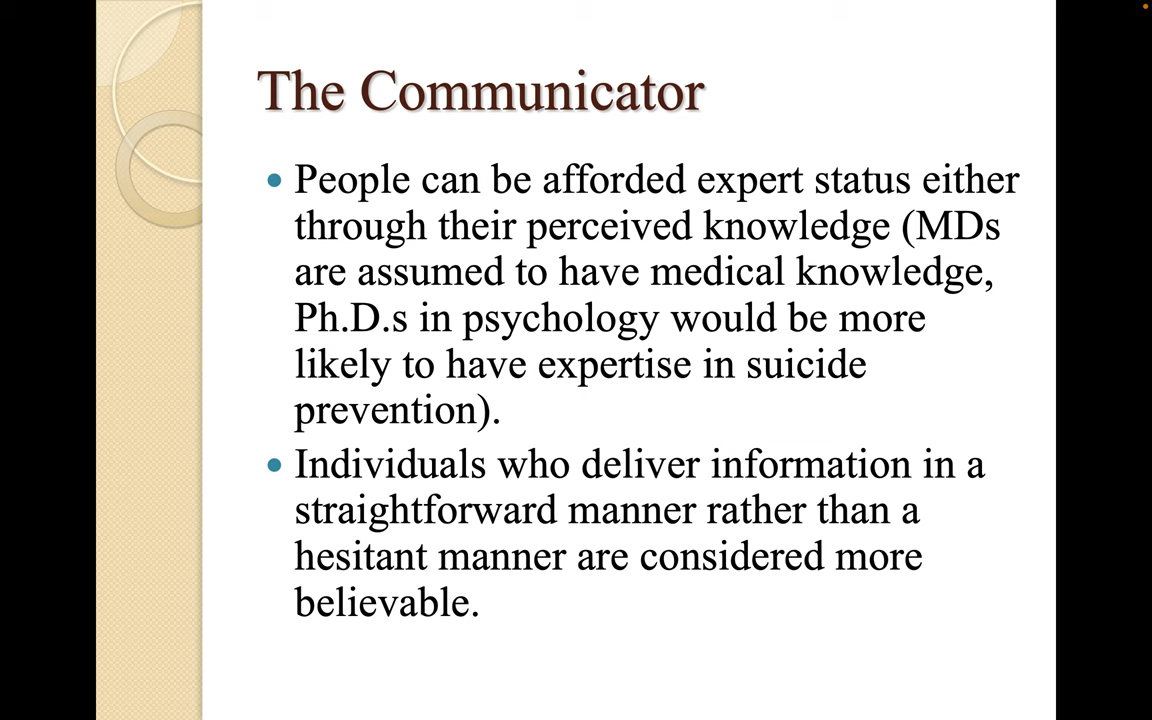 The Communicator
• People can be afforded expert status either
through their perceived knowledge (MDs
are assumed to have medical knowledge,
Ph.D.s in psychology would be more
likely to have expertise in suicide
prevention).
• Individuals who deliver information in a
straightforward manner rather than a
hesitant manner are considered more
believable.